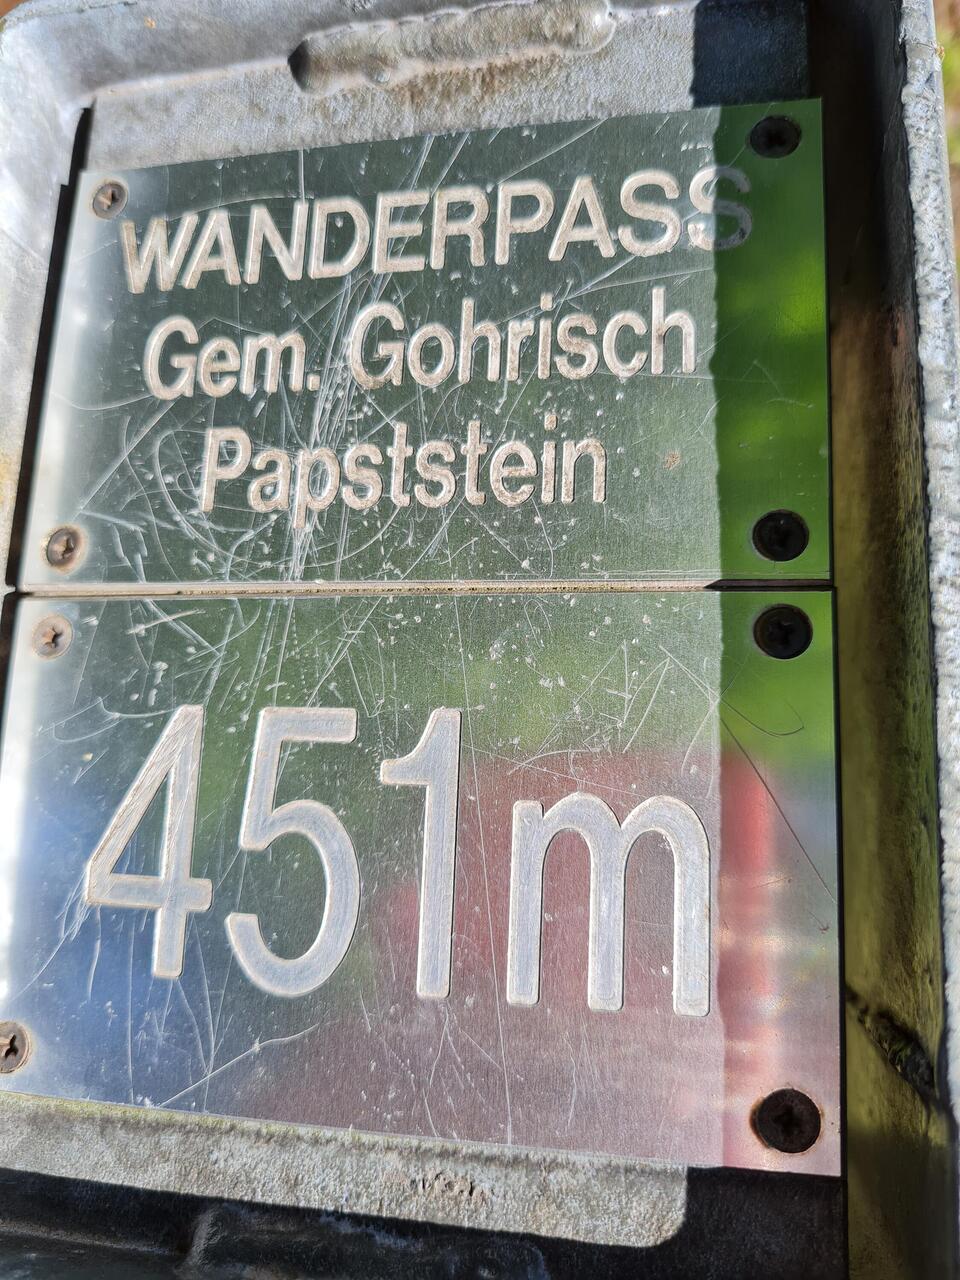 WANDERPASS
Gem. Gohrisch
Papststein
451m